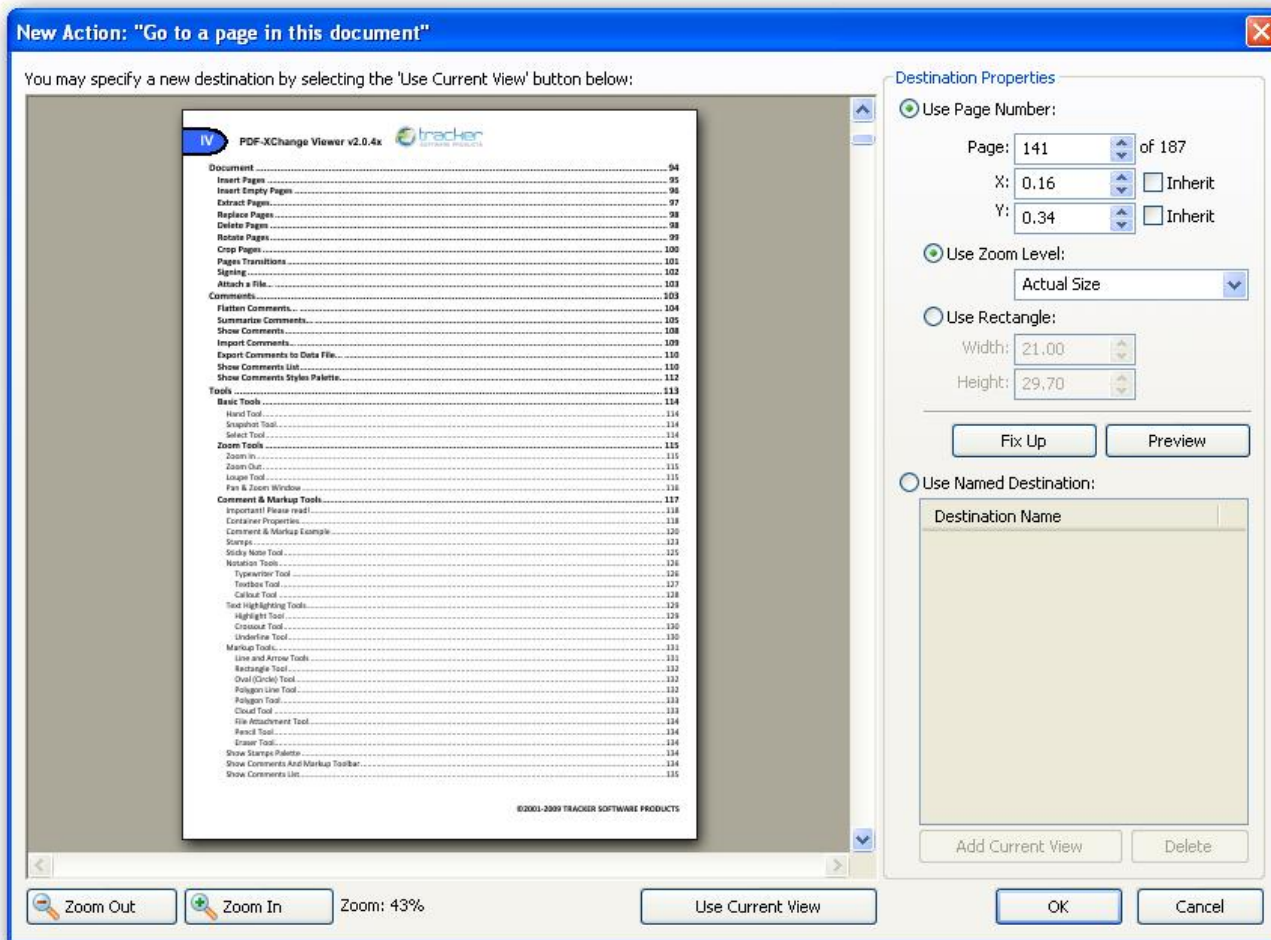 New Action: "Go to a page in this document"
You may specify a new destination by selecting the 'Use Current View' button below:
IV PDF-XChange Viewer v2.0.4x tracker
SOFTWARE PRODUCTS
Document 94
Insert Pages 95
Insert Empty Pages 96
Extract Pages 97
Replace Pages 98
Delete Pages 98
Rotate Pages 99
Crop Pages 100
Pages Transitions 101
Signing 102
Attach a File... 103
Comments 103
Flatten Comments... 104
Summarize Comments... 105
Show Comments 108
Import Comments... 109
Export Comments to Data File... 110
Show Comments List 110
Show Comments Styles Palette 112
Tools 113
Basic Tools 114
Hand Tool 114
Snapshot Tool 114
Select Tool 114
Zoom Tools 115
Zoom In 115
Zoom Out 115
Loupe Tool 115
Pan & Zoom Window 116
Comment & Markup Tools 117
Important! Please read! 118
Container Properties 118
Comment & Markup Example 120
Stamps 123
Sticky Note Tool 125
Notation Tools 126
Typewriter Tool 126
Textbox Tool 127
Callout Tool 128
Text Highlighting Tools 129
Highlight Tool 129
Crossout Tool 130
Underline Tool 130
Markup Tools 131
Line and Arrow Tools 131
Rectangle Tool 132
Oval (Circle) Tool 132
Polygon Line Tool 132
Polygon Tool 133
Cloud Tool 133
File Attachment Tool 134
Pencil Tool 134
Eraser Tool 134
Show Stamps Palette 134
Show Comments And Markup Toolbar 134
Show Comments List 135
©2001-2009 TRACKER SOFTWARE PRODUCTS
Zoom Out
Zoom In
Zoom: 43%
Use Current View
Destination Properties
Use Page Number:
Page: 141 of 187
X: 0.16 Inherit
Y: 0.34 Inherit
Use Zoom Level:
Actual Size
Use Rectangle:
Width: 21.00
Height: 29.70
Fix Up
Preview
Use Named Destination:
Destination Name
Add Current View
Delete
OK
Cancel